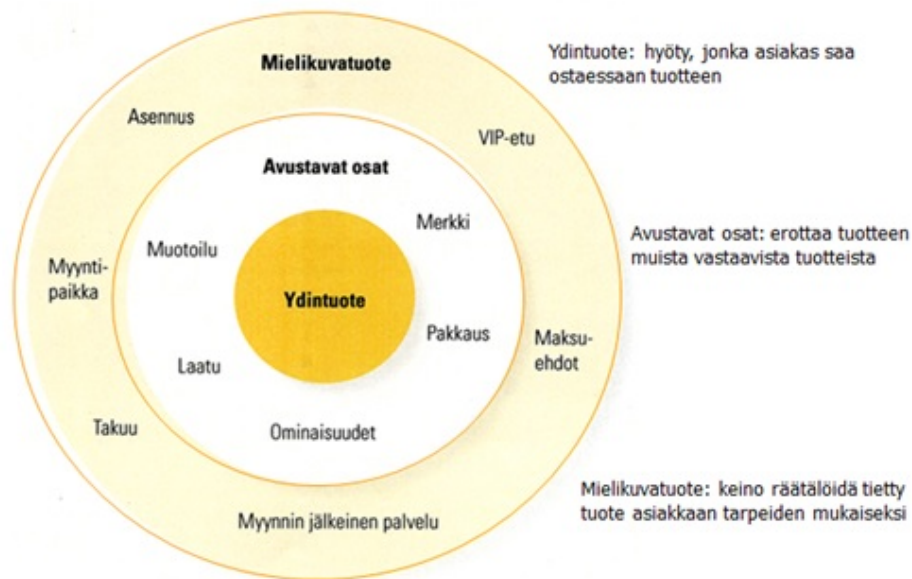 Mielikuvatuote
Asennus
VIP-etu
Avustavat osat
Merkki
Muotoilu
Myynti-
paikka
Ydintuote
Pakkaus
Maksu-
ehdot
Laatu
Takuu
Ominaisuudet
Myynnin jälkeinen palvelu
Ydintuote: hyöty, jonka asiakas saa
ostaessaan tuotteen
Avustavat osat: erottaa tuotteen
muista vastaavista tuotteista
Mielikuvatuote: keino räätälöidä tietty
tuote asiakkaan tarpeiden mukaiseksi